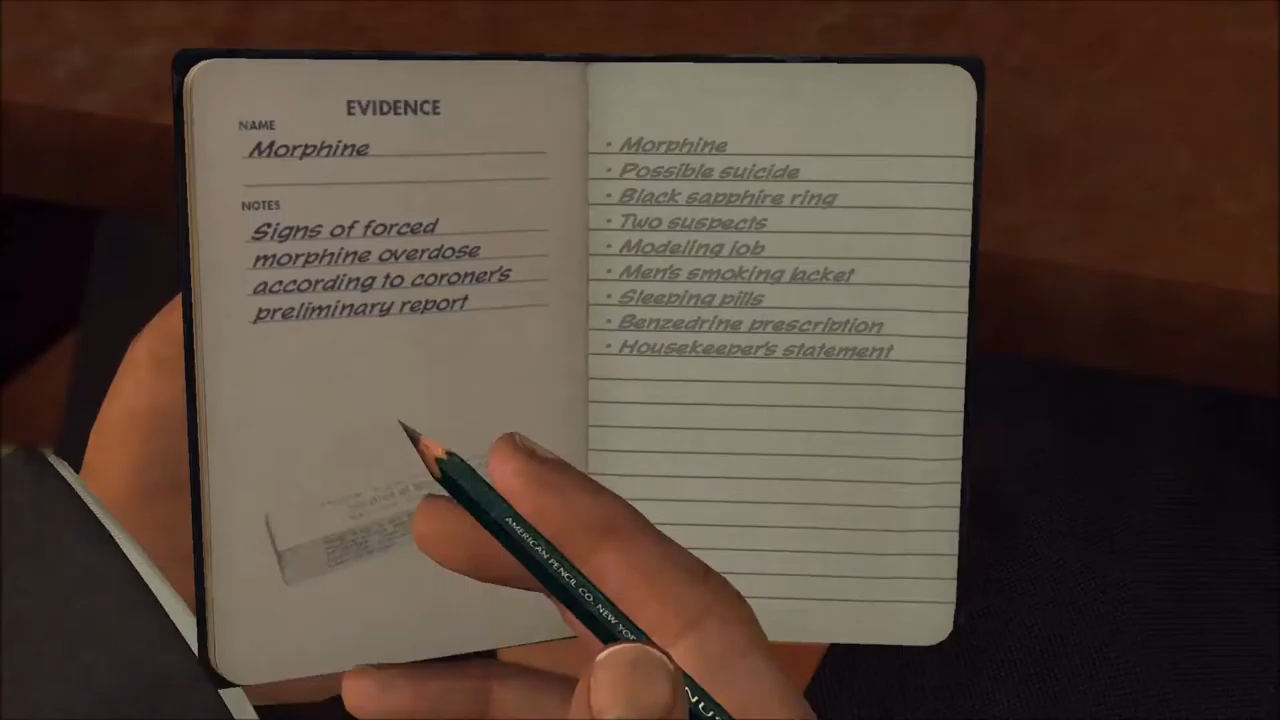 EVIDENCE
NAME
Morphine
NOTES
Signs of forced
morphine overdose
according to coroner's
preliminary report
• Morphine
• Possible suicide
• Black sapphire ring
• Two suspects
• Modeling job
• Men's smoking jacket
• Sleeping pills
• Benzedrine prescription
• Housekeeper's statement
AMERICAN PENCIL CO. NEW YOR